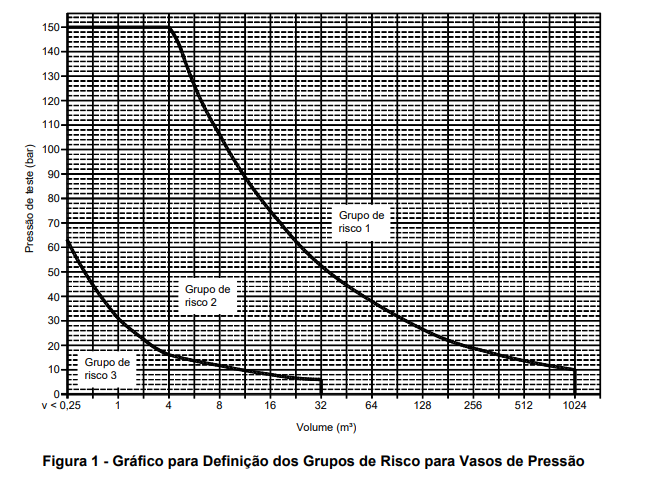 150
140
130
120
110
100
90
80
70
60
50
40
30
20
10
0
Pressão de teste (bar)
Grupo de
risco 1
Grupo de
risco 2
Grupo de
risco 3
v < 0,25 1 4 8 16 32 64 128 256 512 1024
Volume (m³)
Figura 1 - Gráfico para Definição dos Grupos de Risco para Vasos de Pressão